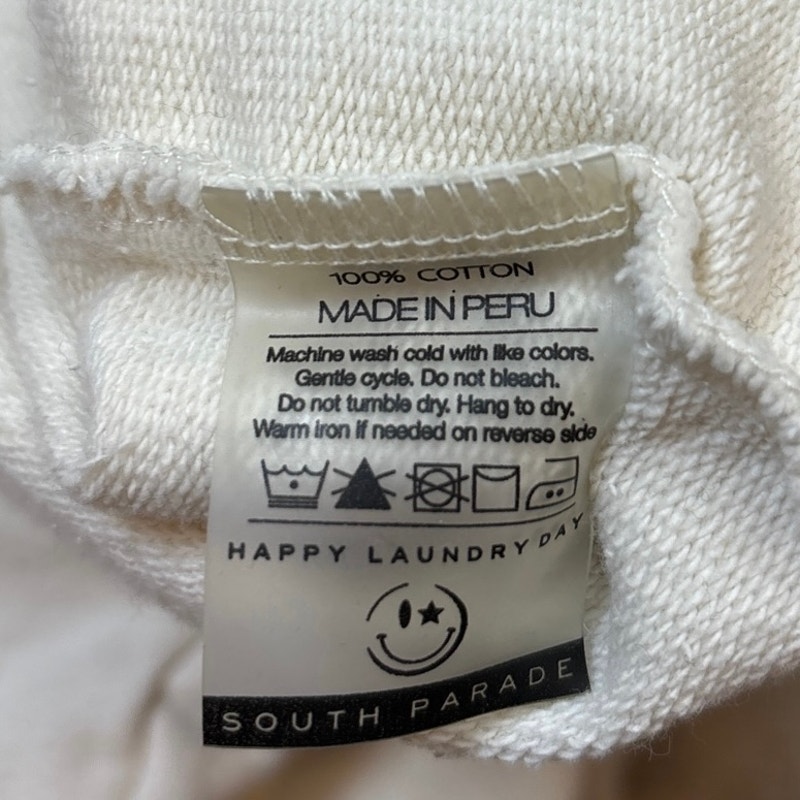 100% COTTON
MADE IN PERU
Machine wash cold with like colors.
Gentle cycle. Do not bleach.
Do not tumble dry. Hang to dry.
Warm iron if needed on reverse side
HAPPY LAUNDRY DAY
SOUTH PARADE